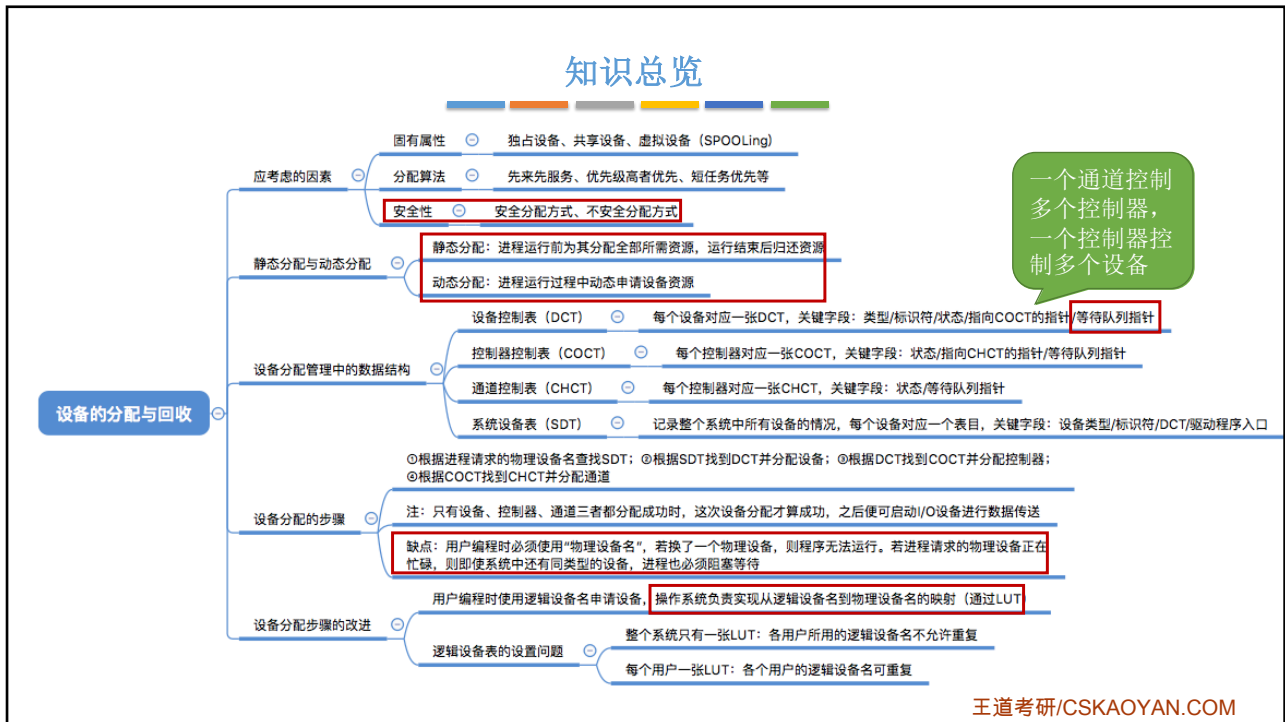 知识总览
固有属性
独占设备、共享设备、虚拟设备（SPOOLing）
应考虑的因素
分配算法
先来先服务、优先级高者优先、短任务优先等
安全性
安全分配方式、不安全分配方式
一个通道控制
多个控制器，
一个控制器控
制多个设备
静态分配与动态分配
静态分配：进程运行前为其分配全部所需资源，运行结束后归还资源
动态分配：进程运行过程中动态申请设备资源
设备的分配与回收
设备分配管理中的数据结构
设备控制表（DCT）
每个设备对应一张DCT，关键字段：类型/标识符/状态/指向COCT的指针/等待队列指针
控制器控制表（COCT）
每个控制器对应一张COCT，关键字段：状态/指向CHCT的指针/等待队列指针
通道控制表（CHCT）
每个控制器对应一张CHCT，关键字段：状态/等待队列指针
系统设备表（SDT）
记录整个系统中所有设备的情况，每个设备对应一个表目，关键字段：设备类型/标识符/DCT/驱动程序入口
设备分配的步骤
①根据进程请求的物理设备名查找SDT；②根据SDT找到DCT并分配设备；③根据DCT找到COCT并分配控制器；
④根据COCT找到CHCT并分配通道
注：只有设备、控制器、通道三者都分配成功时，这次设备分配才算成功，之后便可启动I/O设备进行数据传送
缺点：用户编程时必须使用“物理设备名”，若换了一个物理设备，则程序无法运行。若进程请求的物理设备正在
忙碌，则即使系统中还有同类型的设备，进程也必须阻塞等待
设备分配步骤的改进
用户编程时使用逻辑设备名申请设备，操作系统负责实现从逻辑设备名到物理设备名的映射（通过LUT）
逻辑设备表的设置问题
整个系统只有一张LUT：各用户所用的逻辑设备名不允许重复
每个用户一张LUT：各个用户的逻辑设备名可重复
王道考研/CSKAOYAN.COM